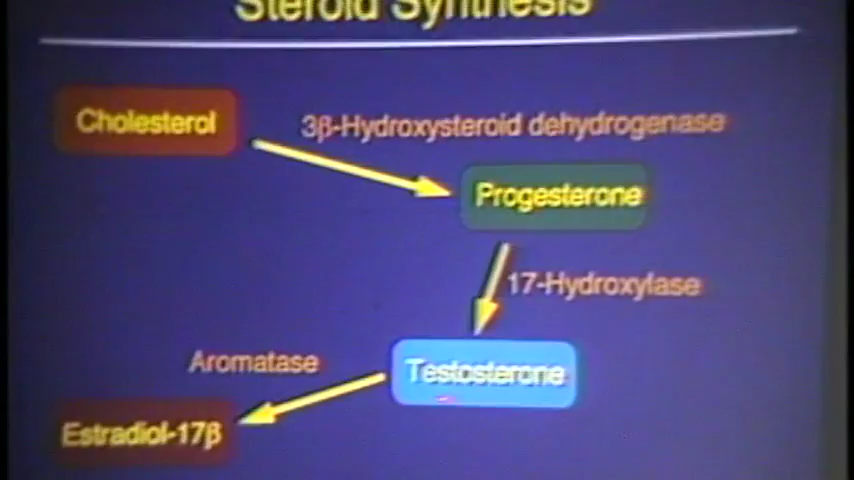 Steroid Synthesis
Cholesterol
3β-Hydroxysteroid dehydrogenase
Progesterone
17-Hydroxylase
Aromatase
Testosterone
Estradiol-17β